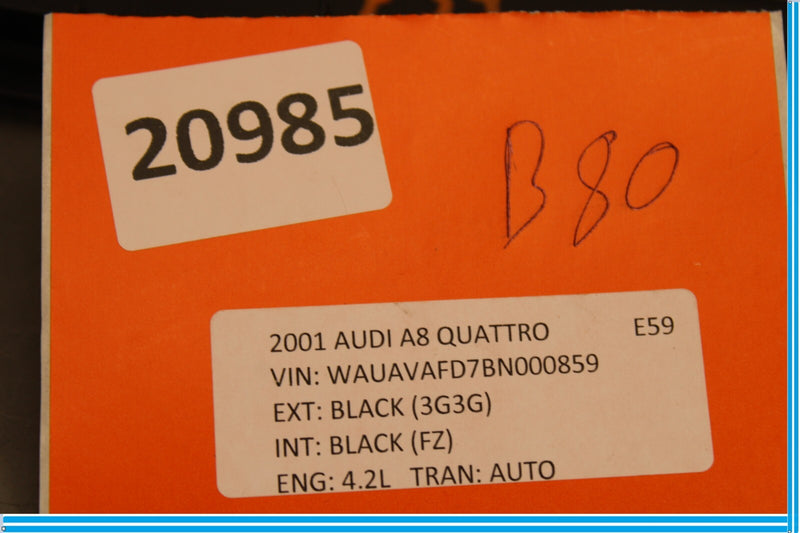 20985
B80
2001 AUDI A8 QUATTRO E59
VIN: WAUAVAFD7BN000859
EXT: BLACK (3G3G)
INT: BLACK (FZ)
ENG: 4.2L TRAN: AUTO